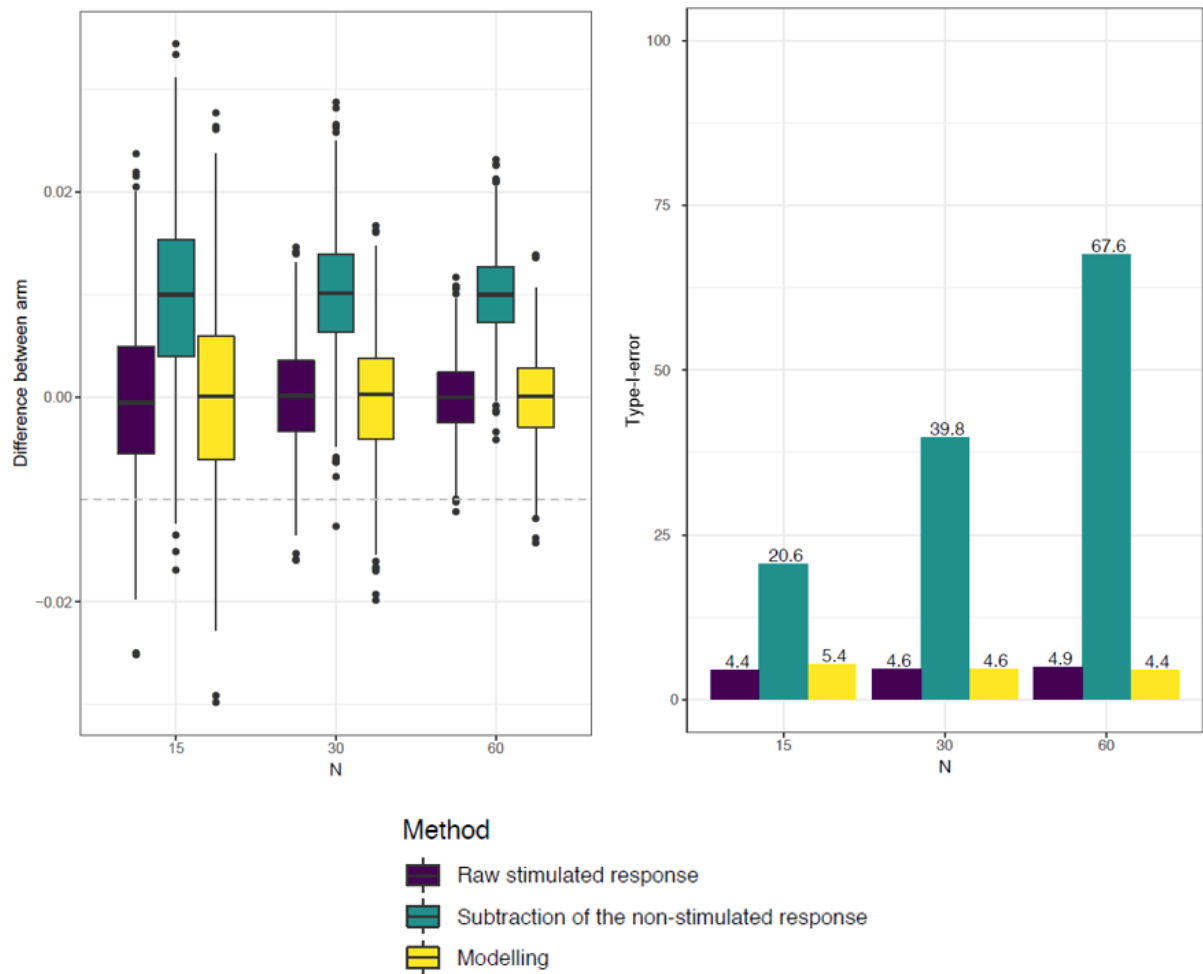 Difference between arm
0.02
0.00
−0.02
15
30
60
N
Type-I-error
100
75
50
25
0
4.4
20.6
5.4
4.6
39.8
4.6
4.9
67.6
4.4
15
30
60
N
Method
Raw stimulated response
Subtraction of the non-stimulated response
Modelling